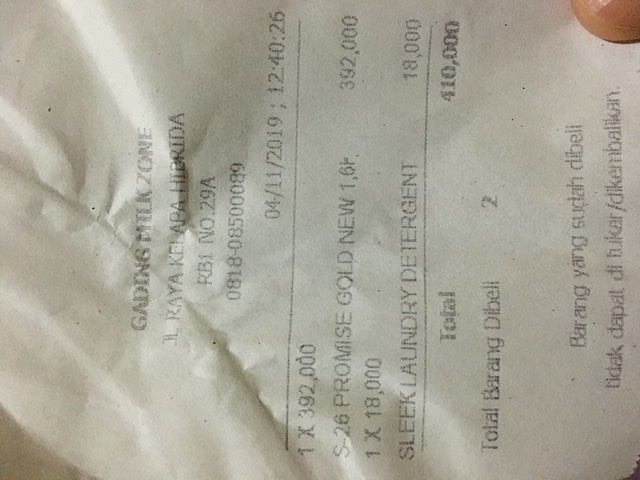 GADING MILK ZONE
JL RAYA KELAPA HIBRIDA
RB1 NO.29A
0818-08500089
04/11/2019 ; 12:40:26
1 X 392,000 392,000
S-26 PROMISE GOLD NEW 1,6k
1 X 18,000 18,000
SLEEK LAUNDRY DETERGENT
Total 410,000
Total Barang Dibeli 2
Barang yang sudah dibeli
tidak dapat di tukar/dikembalikan.